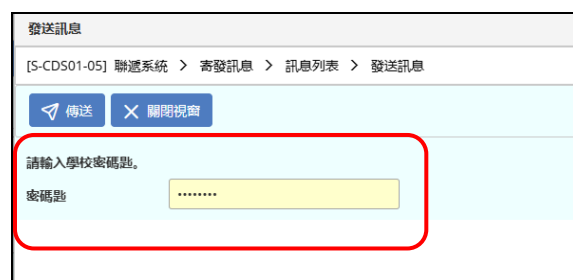 發送訊息
[S-CDS01-05] 聯遞系統 > 寄發訊息 > 訊息列表 > 發送訊息
傳送 關閉視窗
請輸入學校密碼匙。
密碼匙 ••••••••